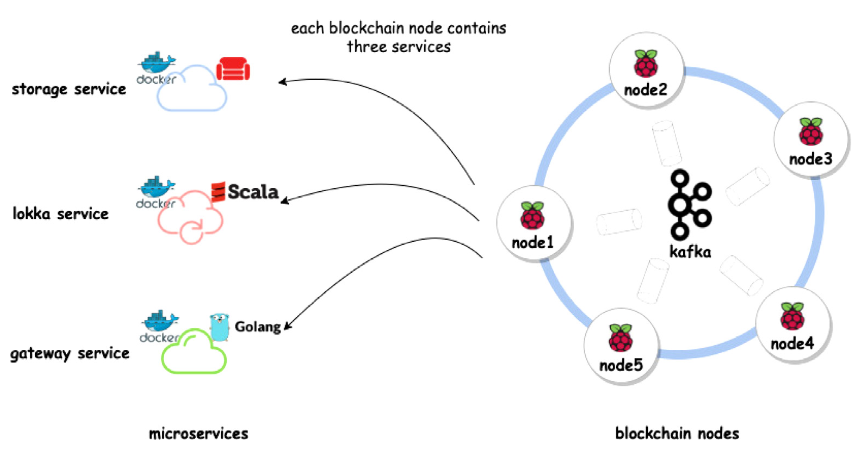 each blockchain node contains
three services
storage service
docker
lokka service
docker
Scala
gateway service
docker
Golang
microservices
node1
node2
node3
node4
node5
kafka
blockchain nodes